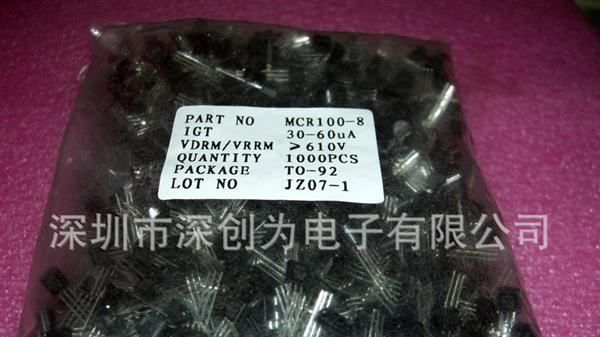 PART NO MCR100-8
IGT 30-60uA
VDRM/VRRM ≥610V
QUANTITY 1000PCS
PACKAGE TO-92
LOT NO JZ07-1
深圳市深创为电子有限公司